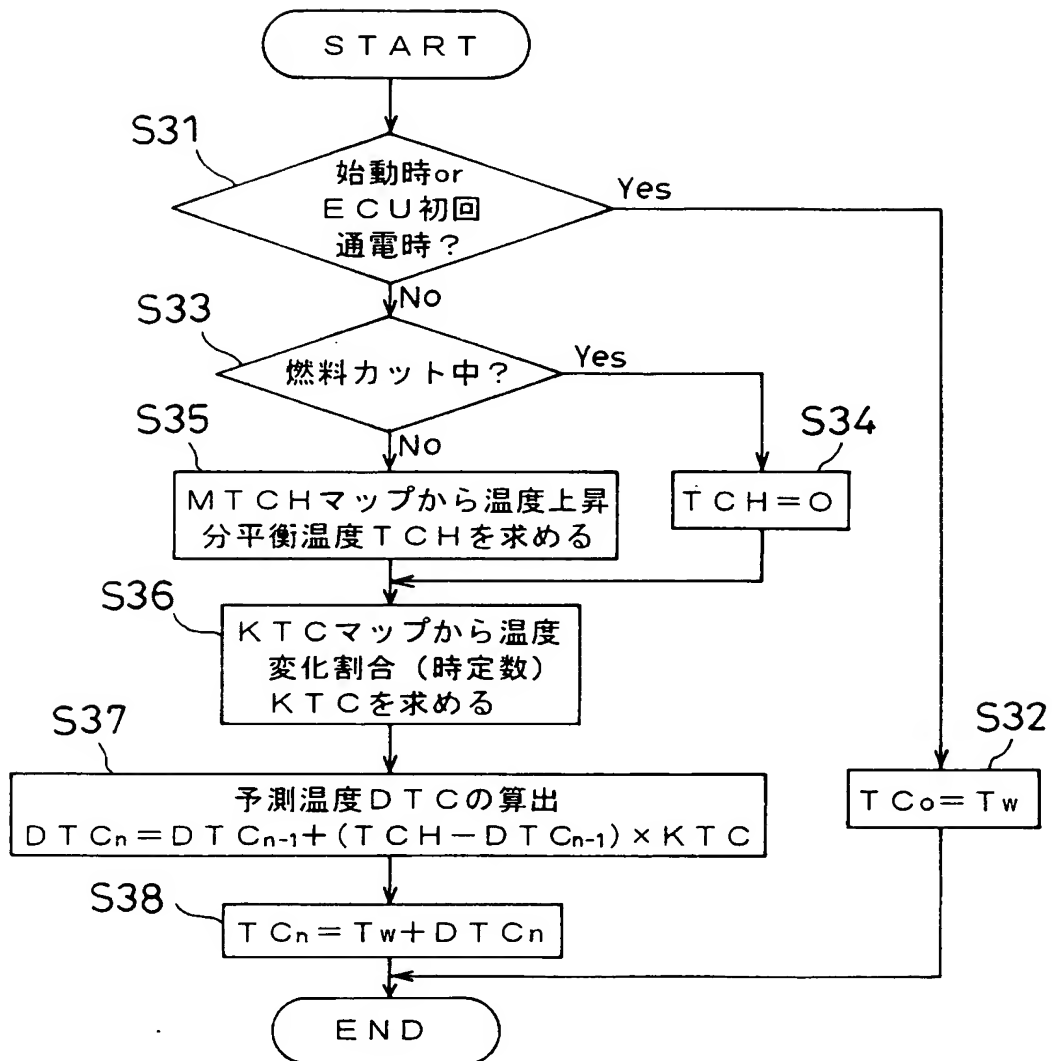 START
S31
始動時or
ECU初回
通電時?
Yes
No
S33
燃料カット中?
Yes
No
S35
MTCHマップから温度上昇
分平衡温度TCHを求める
S34
TCH=0
S36
KTCマップから温度
変化割合(時定数)
KTCを求める
S37
予測温度DTCの算出
DTCn=DTCn-1+(TCH-DTCn-1)×KTC
S32
TCo=Tw
S38
TCn=Tw+DTCn
END